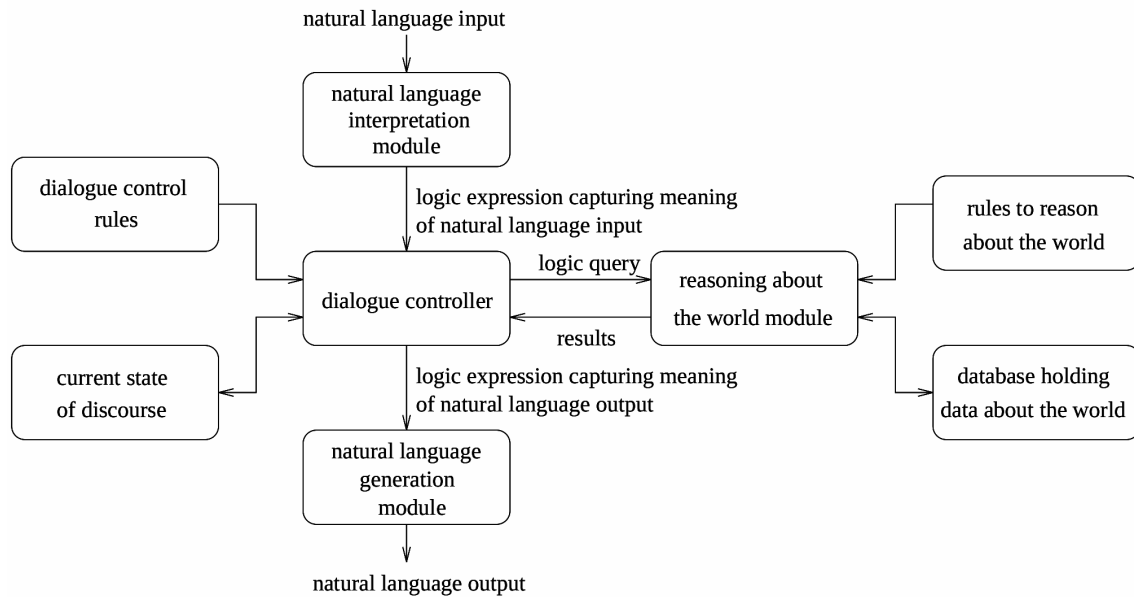 natural language input
natural language
interpretation
module
dialogue control
rules
logic expression capturing meaning
of natural language input
rules to reason
about the world
logic query
dialogue controller
reasoning about
the world module
results
current state
of discourse
logic expression capturing meaning
of natural language output
database holding
data about the world
natural language
generation
module
natural language output